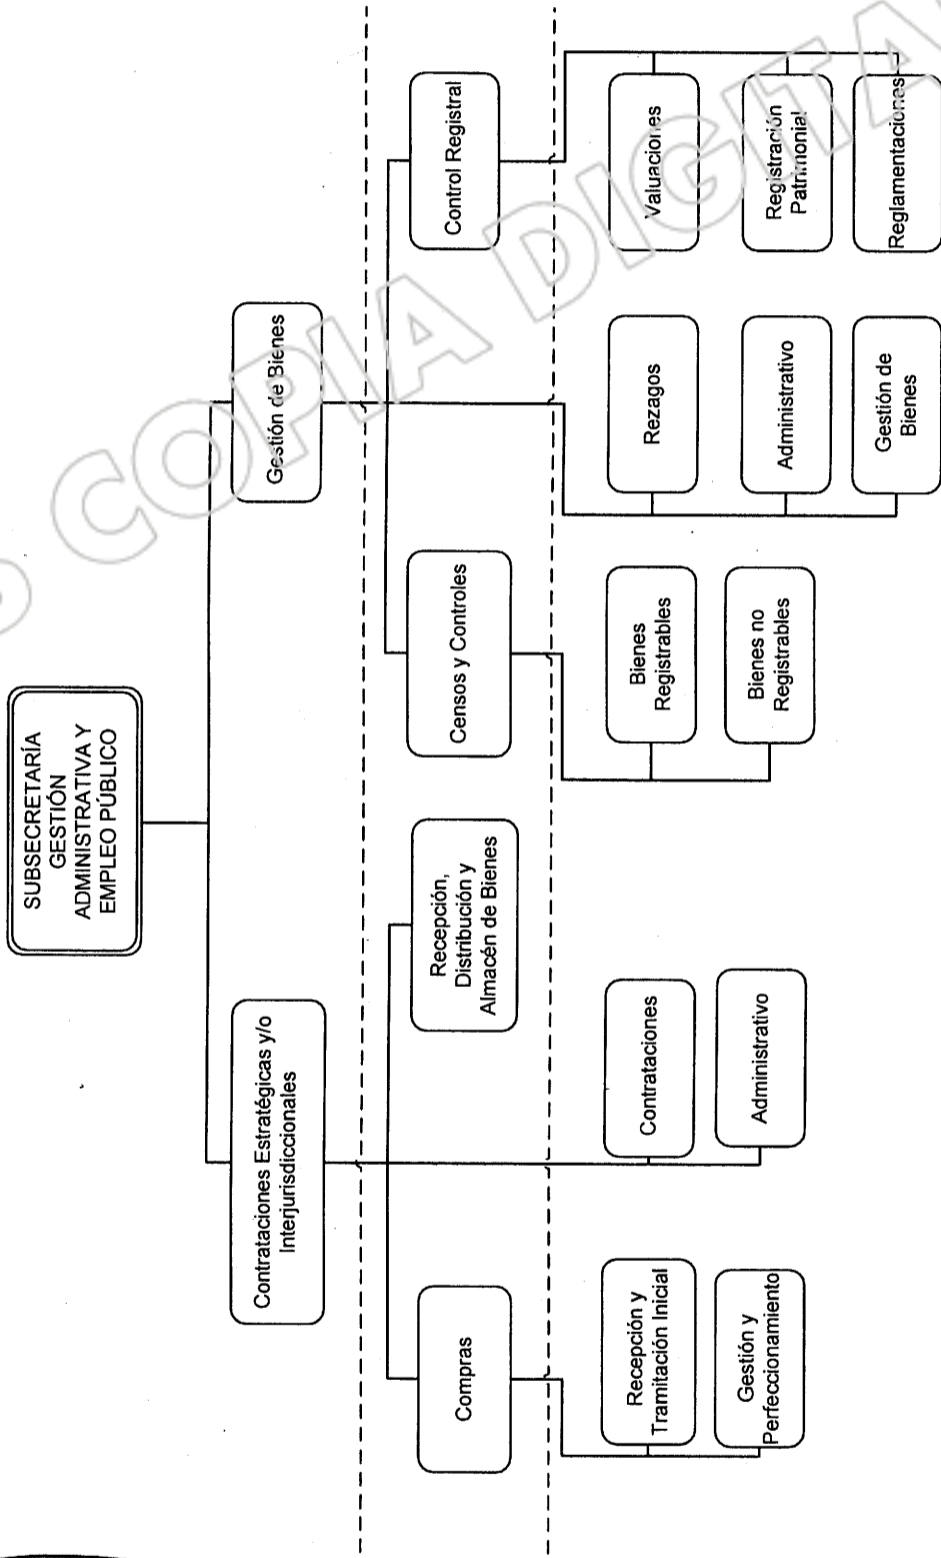 SUBSECRETARÍA
GESTIÓN
ADMINISTRATIVA Y
EMPLEO PÚBLICO
Contrataciones Estratégicas y/o
Interjurisdiccionales
Gestión de Bienes
Compras
Recepción,
Distribución y
Almacén de Bienes
Censos y Controles
Control Registral
Recepción y
Tramitación Inicial
Gestión y
Perfeccionamiento
Contrataciones
Administrativo
Bienes
Registrables
Bienes no
Registrables
Rezagos
Administrativo
Gestión de
Bienes
Valuaciones
Registración
Patrimonial
Reglamentaciones
COPIA DIGITA